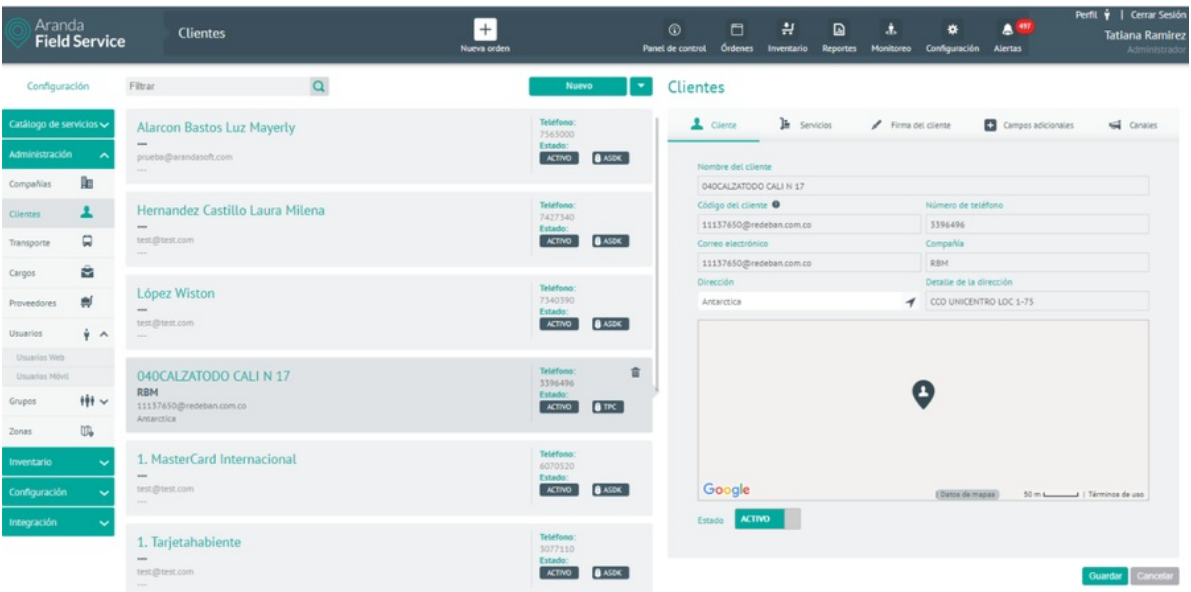 Aranda
Field Service
Clientes
Nueva orden
Panel de control
Órdenes
Inventario
Reportes
Monitoreo
Configuración
Alertas
497
Perfil | Cerrar Sesión
Tatiana Ramirez
Administrador
Configuración
Catálogo de servicios
Administración
Compañías
Clientes
Transporte
Cargos
Proveedores
Usuarios
Usuarios Web
Usuarios Móvil
Grupos
Zonas
Inventario
Configuración
Integración
Filtrar
Nuevo
Alarcon Bastos Luz Mayerly
---
prueba@arandasoft.com
---
Teléfono:
7563000
Estado:
ACTIVO ASDK
Hernandez Castillo Laura Milena
---
test@test.com
---
Teléfono:
7427340
Estado:
ACTIVO ASDK
López Wiston
---
test@test.com
---
Teléfono:
7340390
Estado:
ACTIVO ASDK
040CALZATODO CALI N 17
RBM
11137650@redeban.com.co
Antarctica
Teléfono:
3396496
Estado:
ACTIVO TPC
1. MasterCard Internacional
---
test@test.com
---
Teléfono:
6070520
Estado:
ACTIVO ASDK
1. Tarjetahabiente
---
test@test.com
---
Teléfono:
3077110
Estado:
ACTIVO ASDK
Clientes
Cliente
Servicios
Firma del cliente
Campos adicionales
Canales
Nombre del cliente
040CALZATODO CALI N 17
Código del cliente
11137650@redeban.com.co
Número de teléfono
3396496
Correo electrónico
11137650@redeban.com.co
Compañía
RBM
Dirección
Antarctica
Detalle de la dirección
CCO UNICENTRO LOC 1-75
Google
Datos de mapas
50 m
Términos de uso
Estado
ACTIVO
Guardar
Cancelar